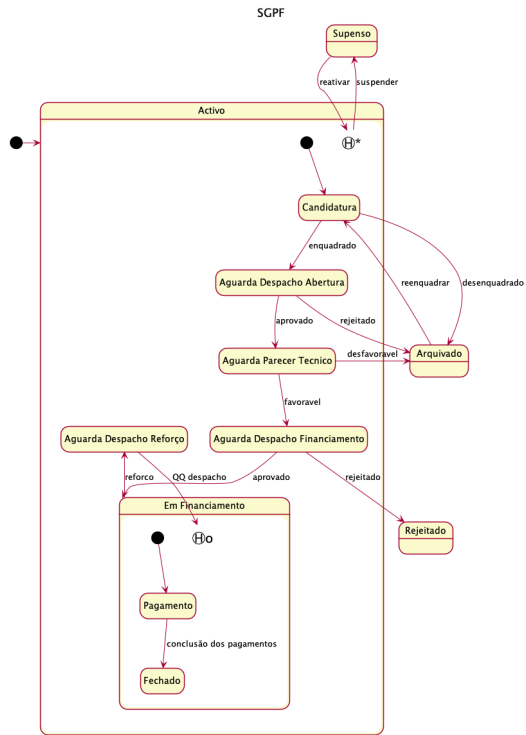 SGPF
Supenso
reativar
suspender
Activo
H*
Candidatura
enquadrado
reenquadrar
desenquadrado
Aguarda Despacho Abertura
aprovado
rejeitado
Aguarda Parecer Tecnico
desfavoravel
Arquivado
favoravel
Aguarda Despacho Reforço
Aguarda Despacho Financiamento
reforco
QQ despacho
aprovado
rejeitado
Em Financiamento
Rejeitado
Ho
Pagamento
conclusão dos pagamentos
Fechado